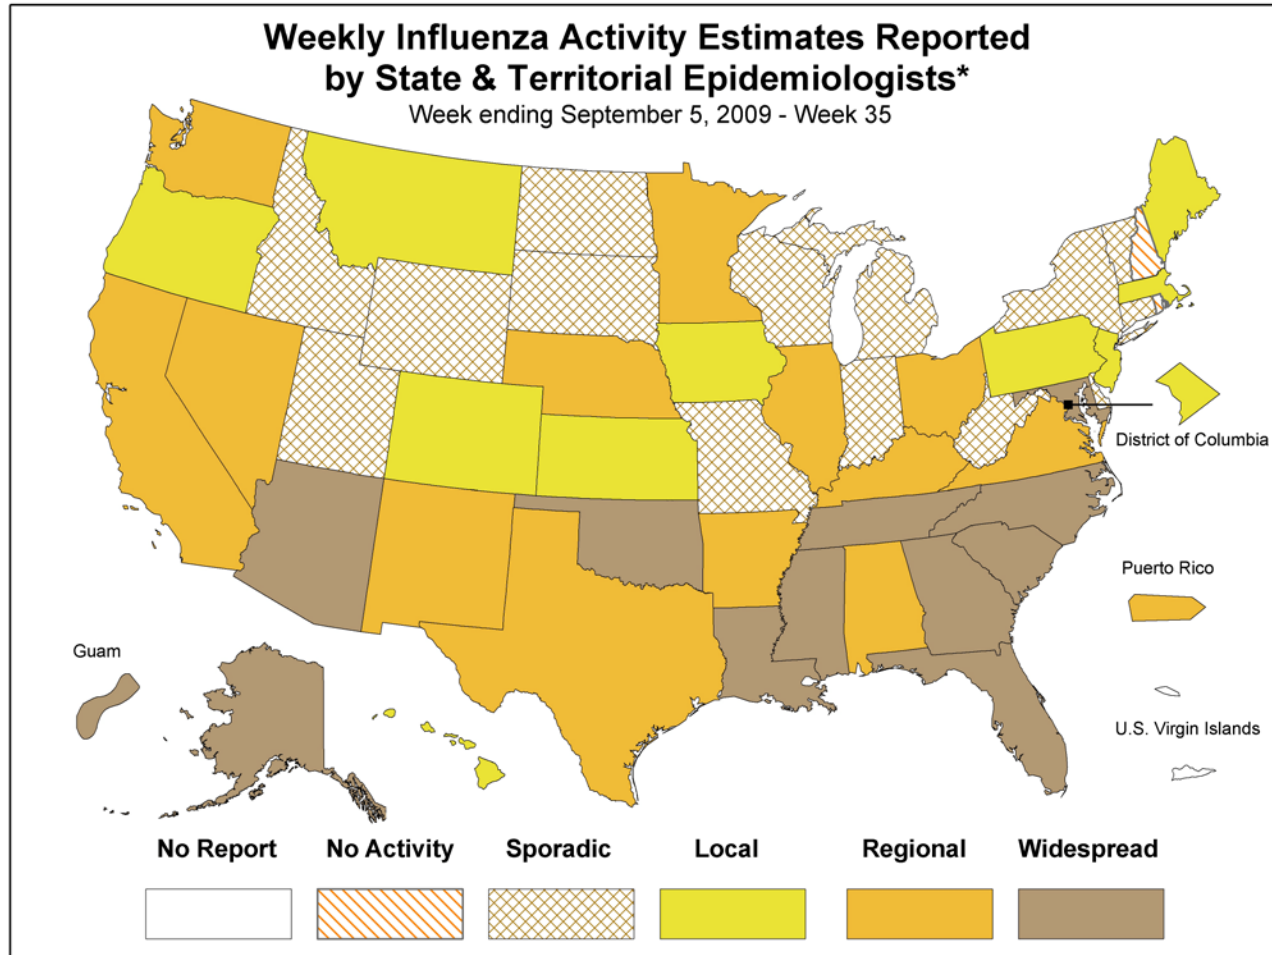 Weekly Influenza Activity Estimates Reported
by State & Territorial Epidemiologists*
Week ending September 5, 2009 - Week 35
District of Columbia
Puerto Rico
Guam
U.S. Virgin Islands
No Report No Activity Sporadic Local Regional Widespread